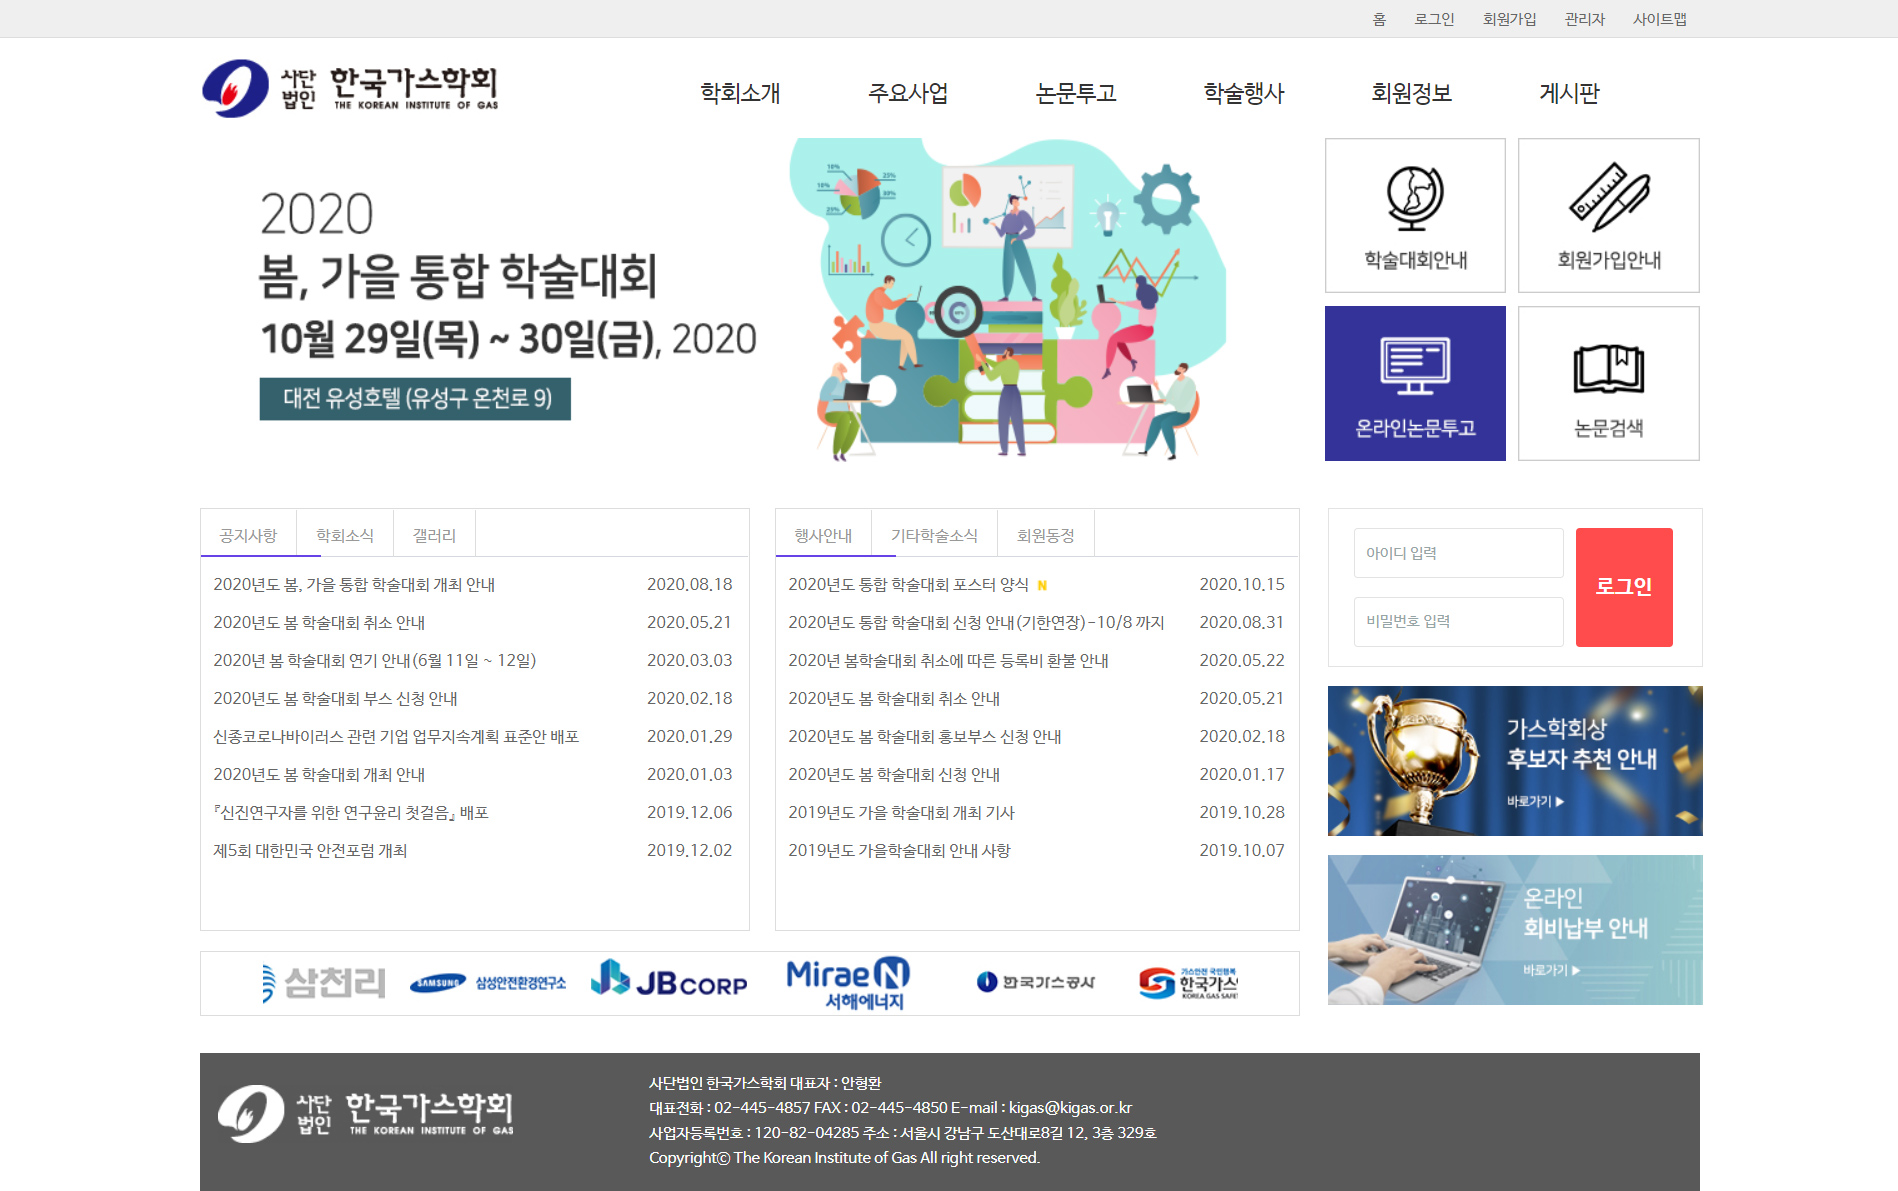 홈 로그인 회원가입 관리자 사이트맵
사단법인 한국가스학회
THE KOREAN INSTITUTE OF GAS
학회소개 주요사업 논문투고 학술행사 회원정보 게시판
2020
봄, 가을 통합 학술대회
10월 29일(목) ~ 30일(금), 2020
대전 유성호텔 (유성구 온천로 9)
18% 25%
18% 30%
25%
학술대회안내 회원가입안내
온라인논문투고 논문검색
공지사항 학회소식 갤러리
2020년도 봄, 가을 통합 학술대회 개최 안내 2020.08.18
2020년도 봄 학술대회 취소 안내 2020.05.21
2020년 봄 학술대회 연기 안내(6월 11일 ~ 12일) 2020.03.03
2020년도 봄 학술대회 부스 신청 안내 2020.02.18
신종코로나바이러스 관련 기업 업무지속계획 표준안 배포 2020.01.29
2020년도 봄 학술대회 개최 안내 2020.01.03
『신진연구자를 위한 연구윤리 첫걸음』 배포 2019.12.06
제5회 대한민국 안전포럼 개최 2019.12.02
행사안내 기타학술소식 회원동정
2020년도 통합 학술대회 포스터 양식 N 2020.10.15
2020년도 통합 학술대회 신청 안내(기한연장)-10/8 까지 2020.08.31
2020년 봄학술대회 취소에 따른 등록비 환불 안내 2020.05.22
2020년도 봄 학술대회 취소 안내 2020.05.21
2020년도 봄 학술대회 홍보부스 신청 안내 2020.02.18
2020년도 봄 학술대회 신청 안내 2020.01.17
2019년도 가을 학술대회 개최 기사 2019.10.28
2019년도 가을학술대회 안내 사항 2019.10.07
아이디 입력
비밀번호 입력
로그인
가스학회상
후보자 추천 안내
바로가기 ▶
온라인
회비납부 안내
바로가기 ▶
삼천리
SAMSUNG 삼성안전환경연구소
JBCORP
Mirae N
서해에너지
한국가스공사
가스안전 국민행복
한국가스
KOREA GAS SAFE
사단법인 한국가스학회
THE KOREAN INSTITUTE OF GAS
사단법인 한국가스학회 대표자 : 안형환
대표전화 : 02-445-4857 FAX : 02-445-4850 E-mail : kigas@kigas.or.kr
사업자등록번호 : 120-82-04285 주소 : 서울시 강남구 도산대로8길 12, 3층 329호
Copyrightⓒ The Korean Institute of Gas All right reserved.